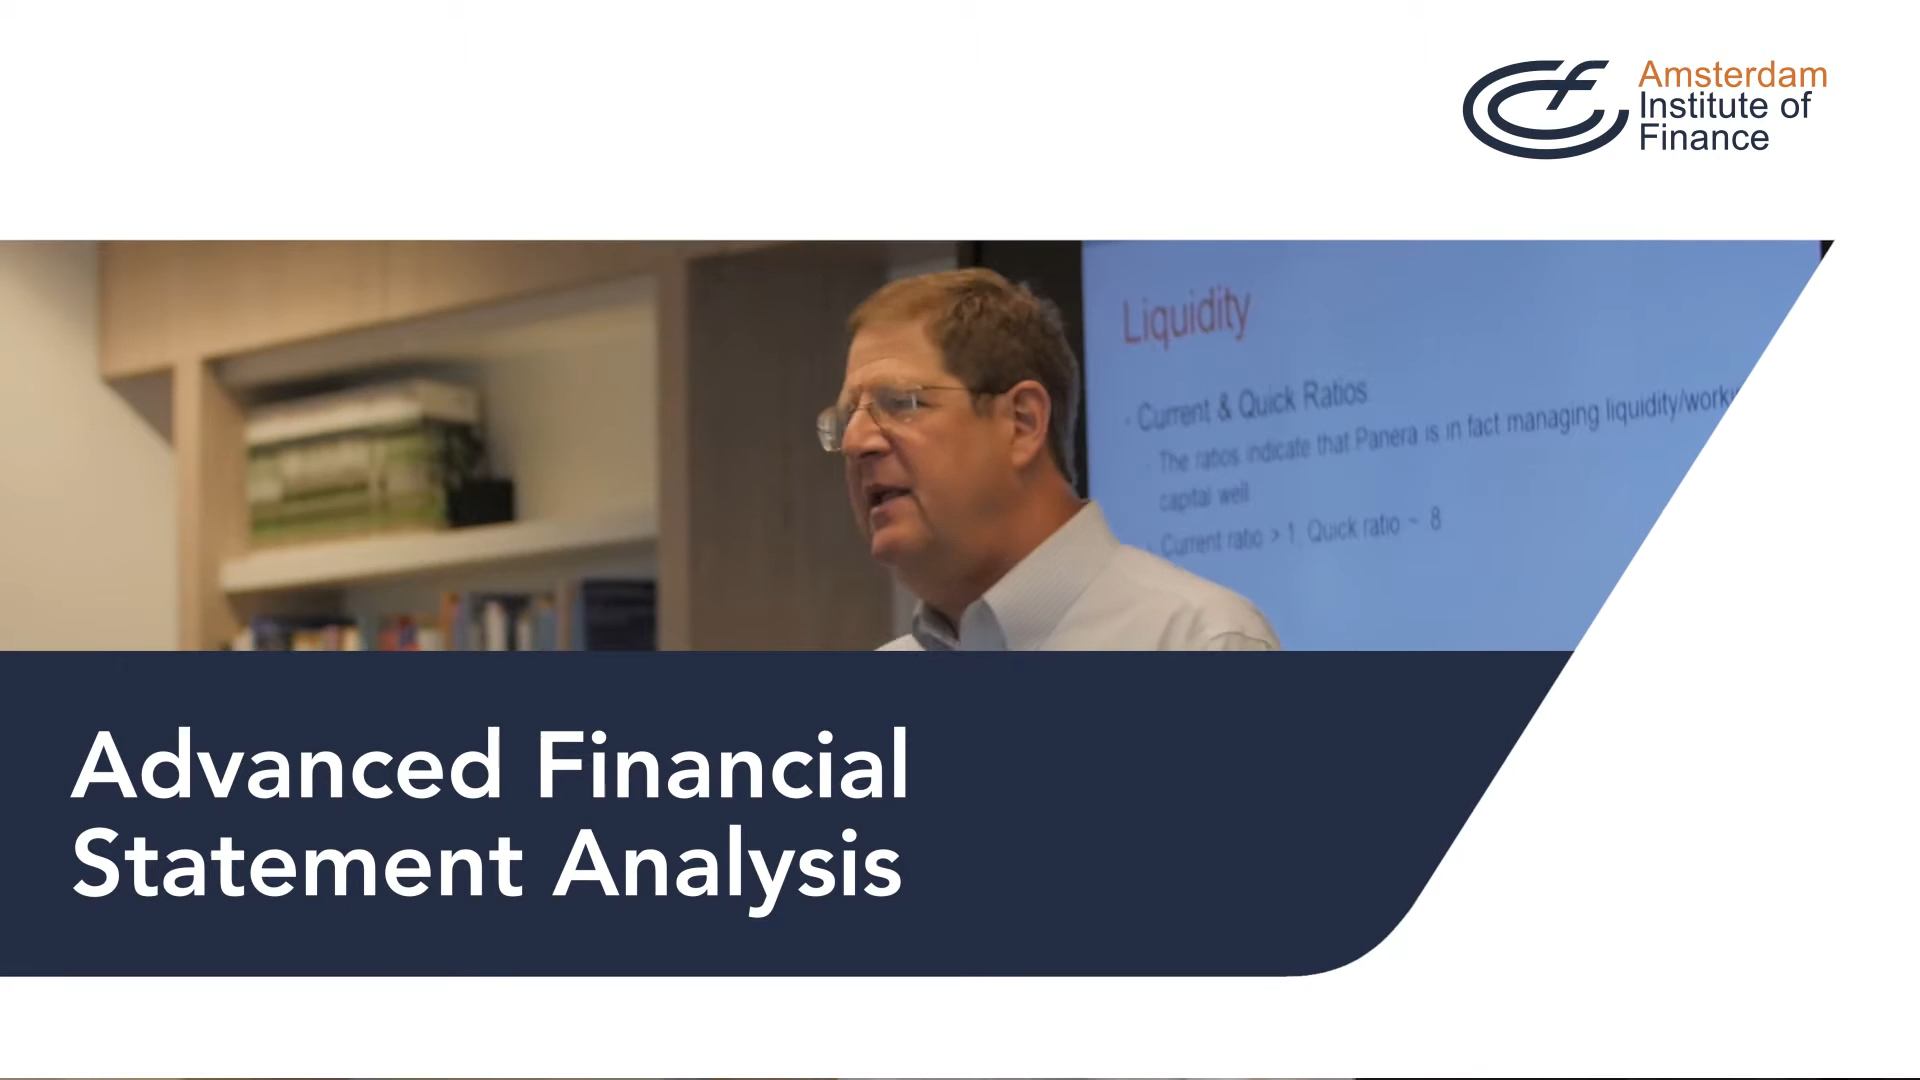 Amsterdam
Institute of
Finance
Liquidity
- Current & Quick Ratios
The ratios indicate that Panera is in fact managing liquidity/work
capital well
Current ratio > 1 Quick ratio ~ 8
Advanced Financial
Statement Analysis